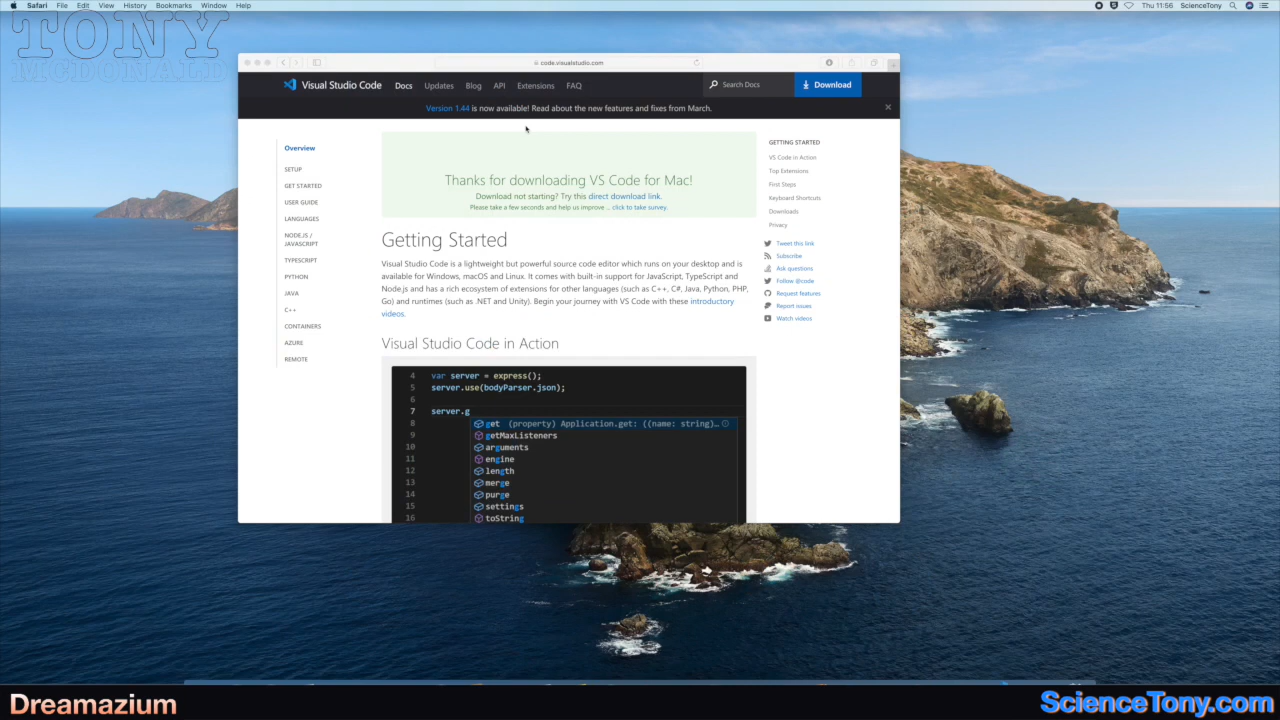 Safari File Edit View History Bookmarks Window Help
Thu 11:56 ScienceTony
TONY
MCDONALD
code.visualstudio.com
Visual Studio Code Docs Updates Blog API Extensions FAQ Search Docs Download
Version 1.44 is now available! Read about the new features and fixes from March.
Overview
SETUP
GET STARTED
USER GUIDE
LANGUAGES
NODE.JS /
JAVASCRIPT
TYPESCRIPT
PYTHON
JAVA
C++
CONTAINERS
AZURE
REMOTE
Thanks for downloading VS Code for Mac!
Download not starting? Try this direct download link.
Please take a few seconds and help us improve ... click to take survey.
Getting Started
Visual Studio Code is a lightweight but powerful source code editor which runs on your desktop and is
available for Windows, macOS and Linux. It comes with built-in support for JavaScript, TypeScript and
Node.js and has a rich ecosystem of extensions for other languages (such as C++, C#, Java, Python, PHP,
Go) and runtimes (such as .NET and Unity). Begin your journey with VS Code with these introductory
videos.
Visual Studio Code in Action
4 var server = express();
5 server.use(bodyParser.json);
6
7 server.g
8 get (property) Application.get: ((name: string)…
9 getMaxListeners
10 arguments
11 engine
12 length
13 merge
14 purge
15 settings
16 toString
GETTING STARTED
VS Code in Action
Top Extensions
First Steps
Keyboard Shortcuts
Downloads
Privacy
Tweet this link
Subscribe
Ask questions
Follow @code
Request features
Report issues
Watch videos
Dreamazium
ScienceTony.com